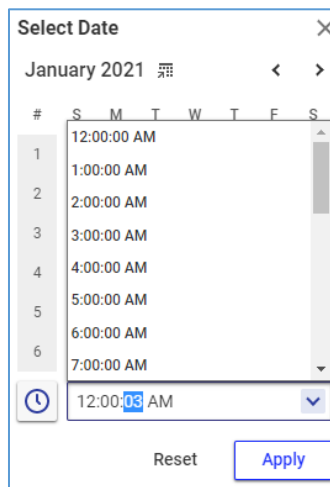 Select Date
January 2021
# S M T W T F S
12:00:00 AM
1 1:00:00 AM
2:00:00 AM
2 3:00:00 AM
3 4:00:00 AM
4 5:00:00 AM
5 6:00:00 AM
6 7:00:00 AM
12:00:03 AM
Reset Apply